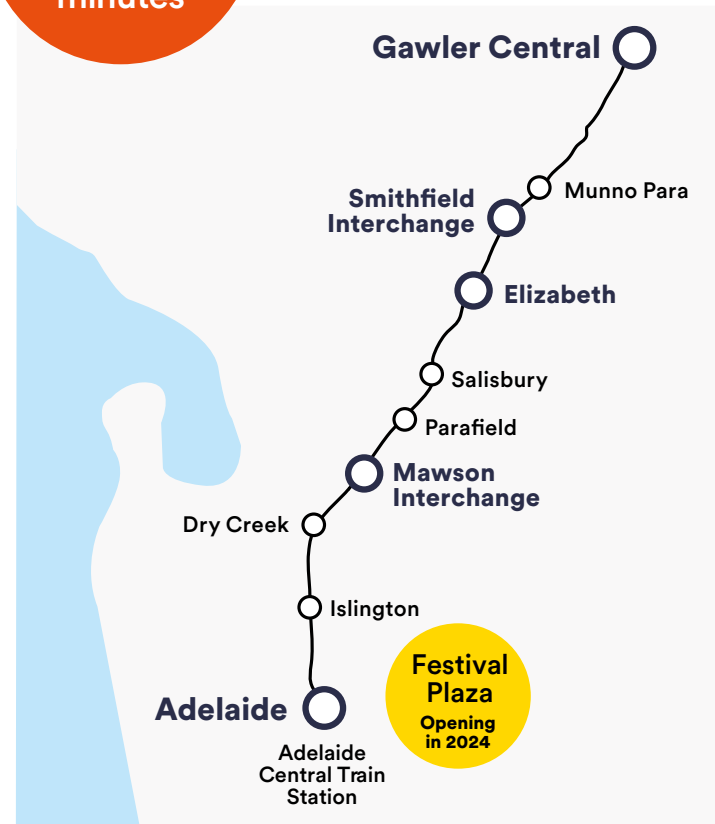 minutes
Gawler Central
Munno Para
Smithfield
Interchange
Elizabeth
Salisbury
Parafield
Mawson
Interchange
Dry Creek
Islington
Festival
Plaza
Opening
in 2024
Adelaide
Adelaide
Central Train
Station